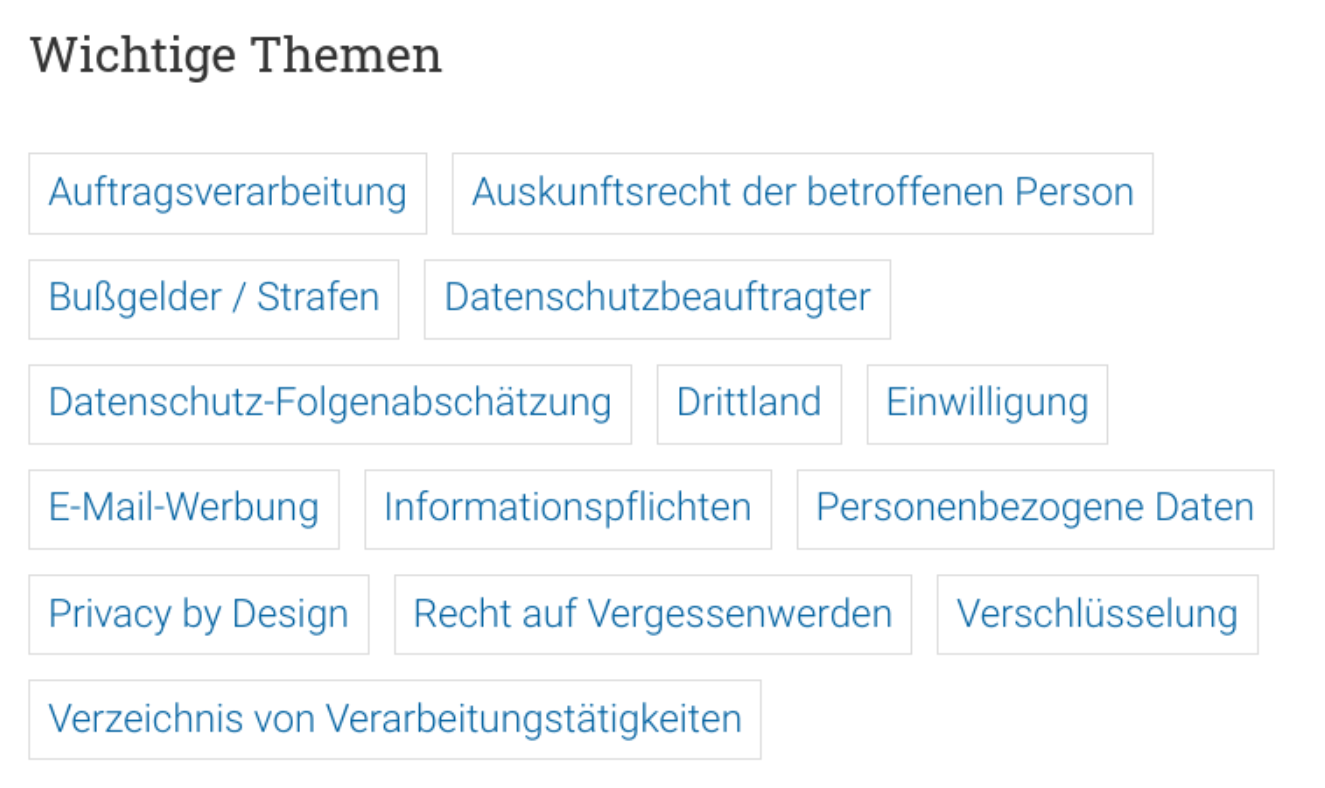 Wichtige Themen
Auftragsverarbeitung Auskunftsrecht der betroffenen Person
Bußgelder / Strafen Datenschutzbeauftragter
Datenschutz-Folgenabschätzung Drittland Einwilligung
E-Mail-Werbung Informationspflichten Personenbezogene Daten
Privacy by Design Recht auf Vergessenwerden Verschlüsselung
Verzeichnis von Verarbeitungstätigkeiten